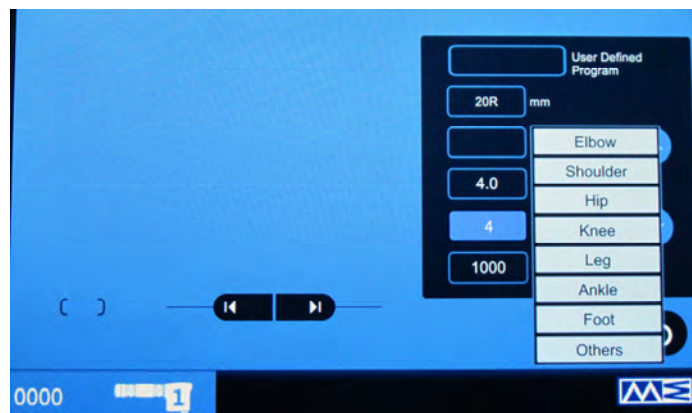 User Defined
Program
20R mm
Elbow
Shoulder
4.0
Hip
4
Knee
1000
Leg
Ankle
Foot
Others
0000
1